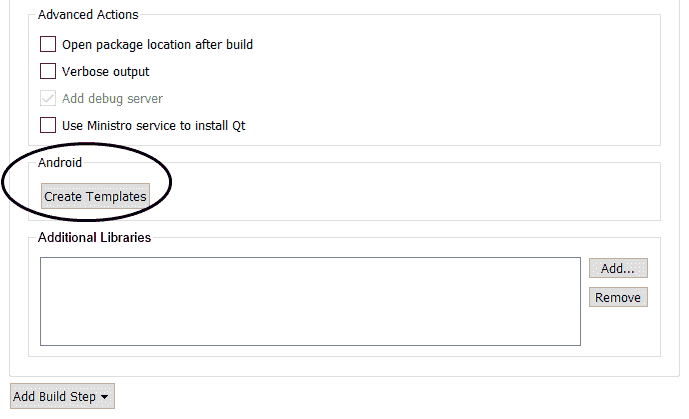 Advanced Actions
Open package location after build
Verbose output
Add debug server
Use Ministro service to install Qt
Android
Create Templates
Additional Libraries
Add...
Remove
Add Build Step